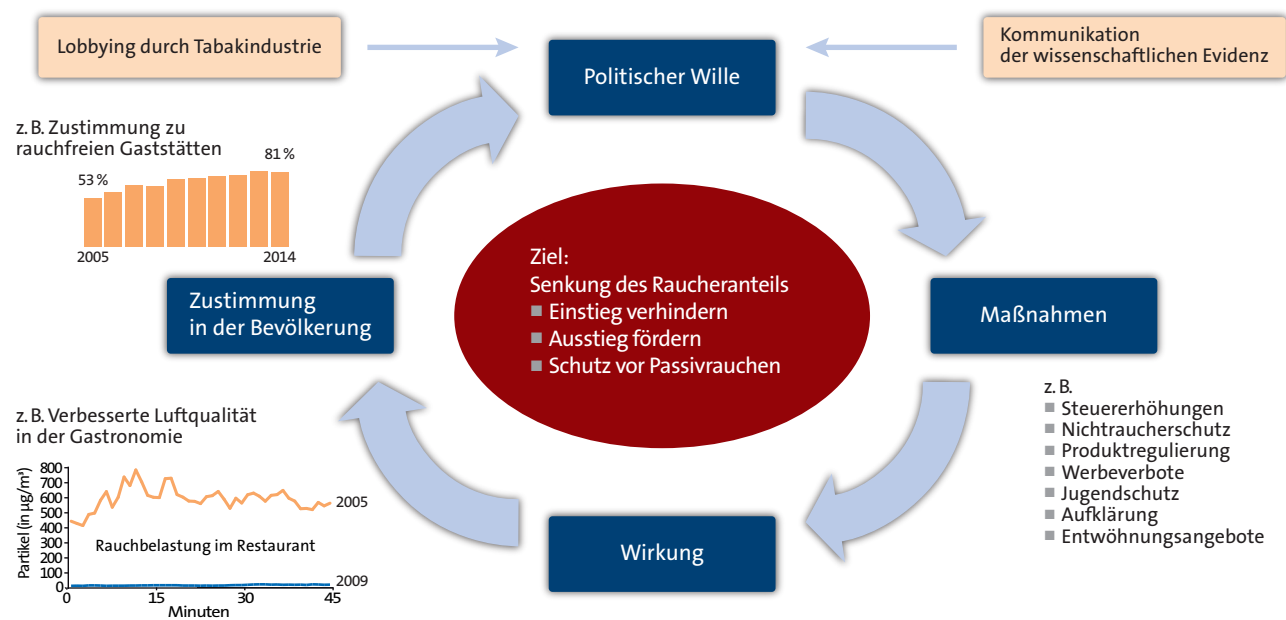 Lobbying durch Tabakindustrie
Politischer Wille
Kommunikation
der wissenschaftlichen Evidenz
z. B. Zustimmung zu
rauchfreien Gaststätten
53 %
81 %
2005
2014
Zustimmung
in der Bevölkerung
Ziel:
Senkung des Raucheranteils
Einstieg verhindern
Ausstieg fördern
Schutz vor Passivrauchen
Maßnahmen
z. B.
Steuererhöhungen
Nichtraucherschutz
Produktregulierung
Werbeverbote
Jugendschutz
Aufklärung
Entwöhnungsangebote
Wirkung
z. B. Verbesserte Luftqualität
in der Gastronomie
Partikel (in µg/m³)
800
700
600
500
400
300
200
100
0
2005
Rauchbelastung im Restaurant
2009
0
15
30
45
Minuten